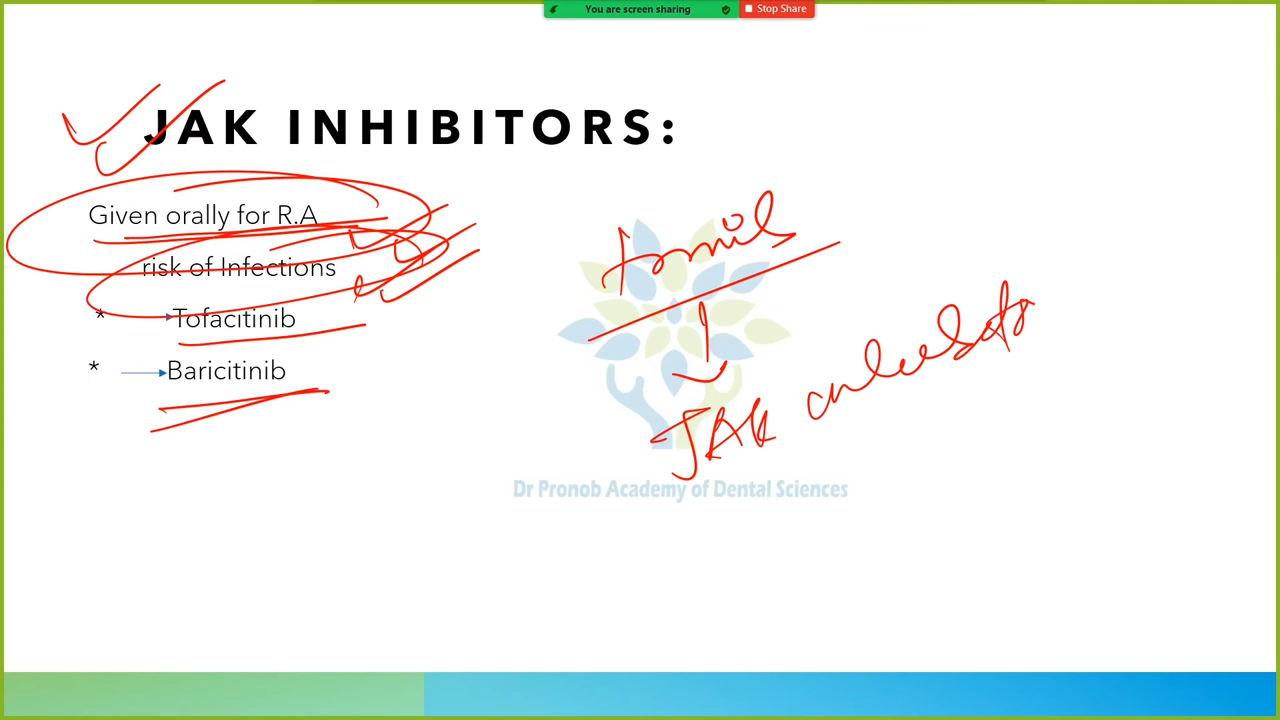 You are screen sharing Stop Share
JAK INHIBITORS:
Given orally for R.A
risk of Infections
* Tofacitinib
* Baricitinib
JAK
Dr Pronob Academy of Dental Sciences